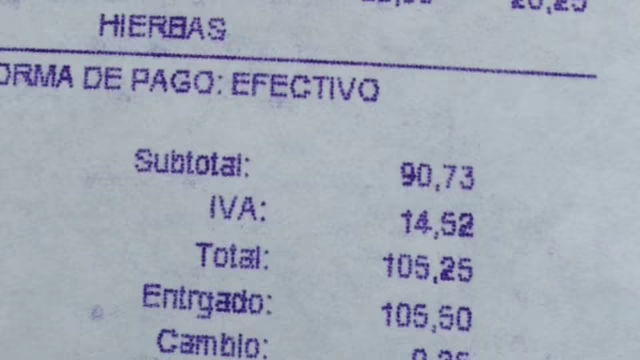 HIERBAS
ORMA DE PAGO: EFECTIVO
Subtotal: 90,73
IVA: 14,52
Total: 105,25
Entrgado: 105,50
Cambio: